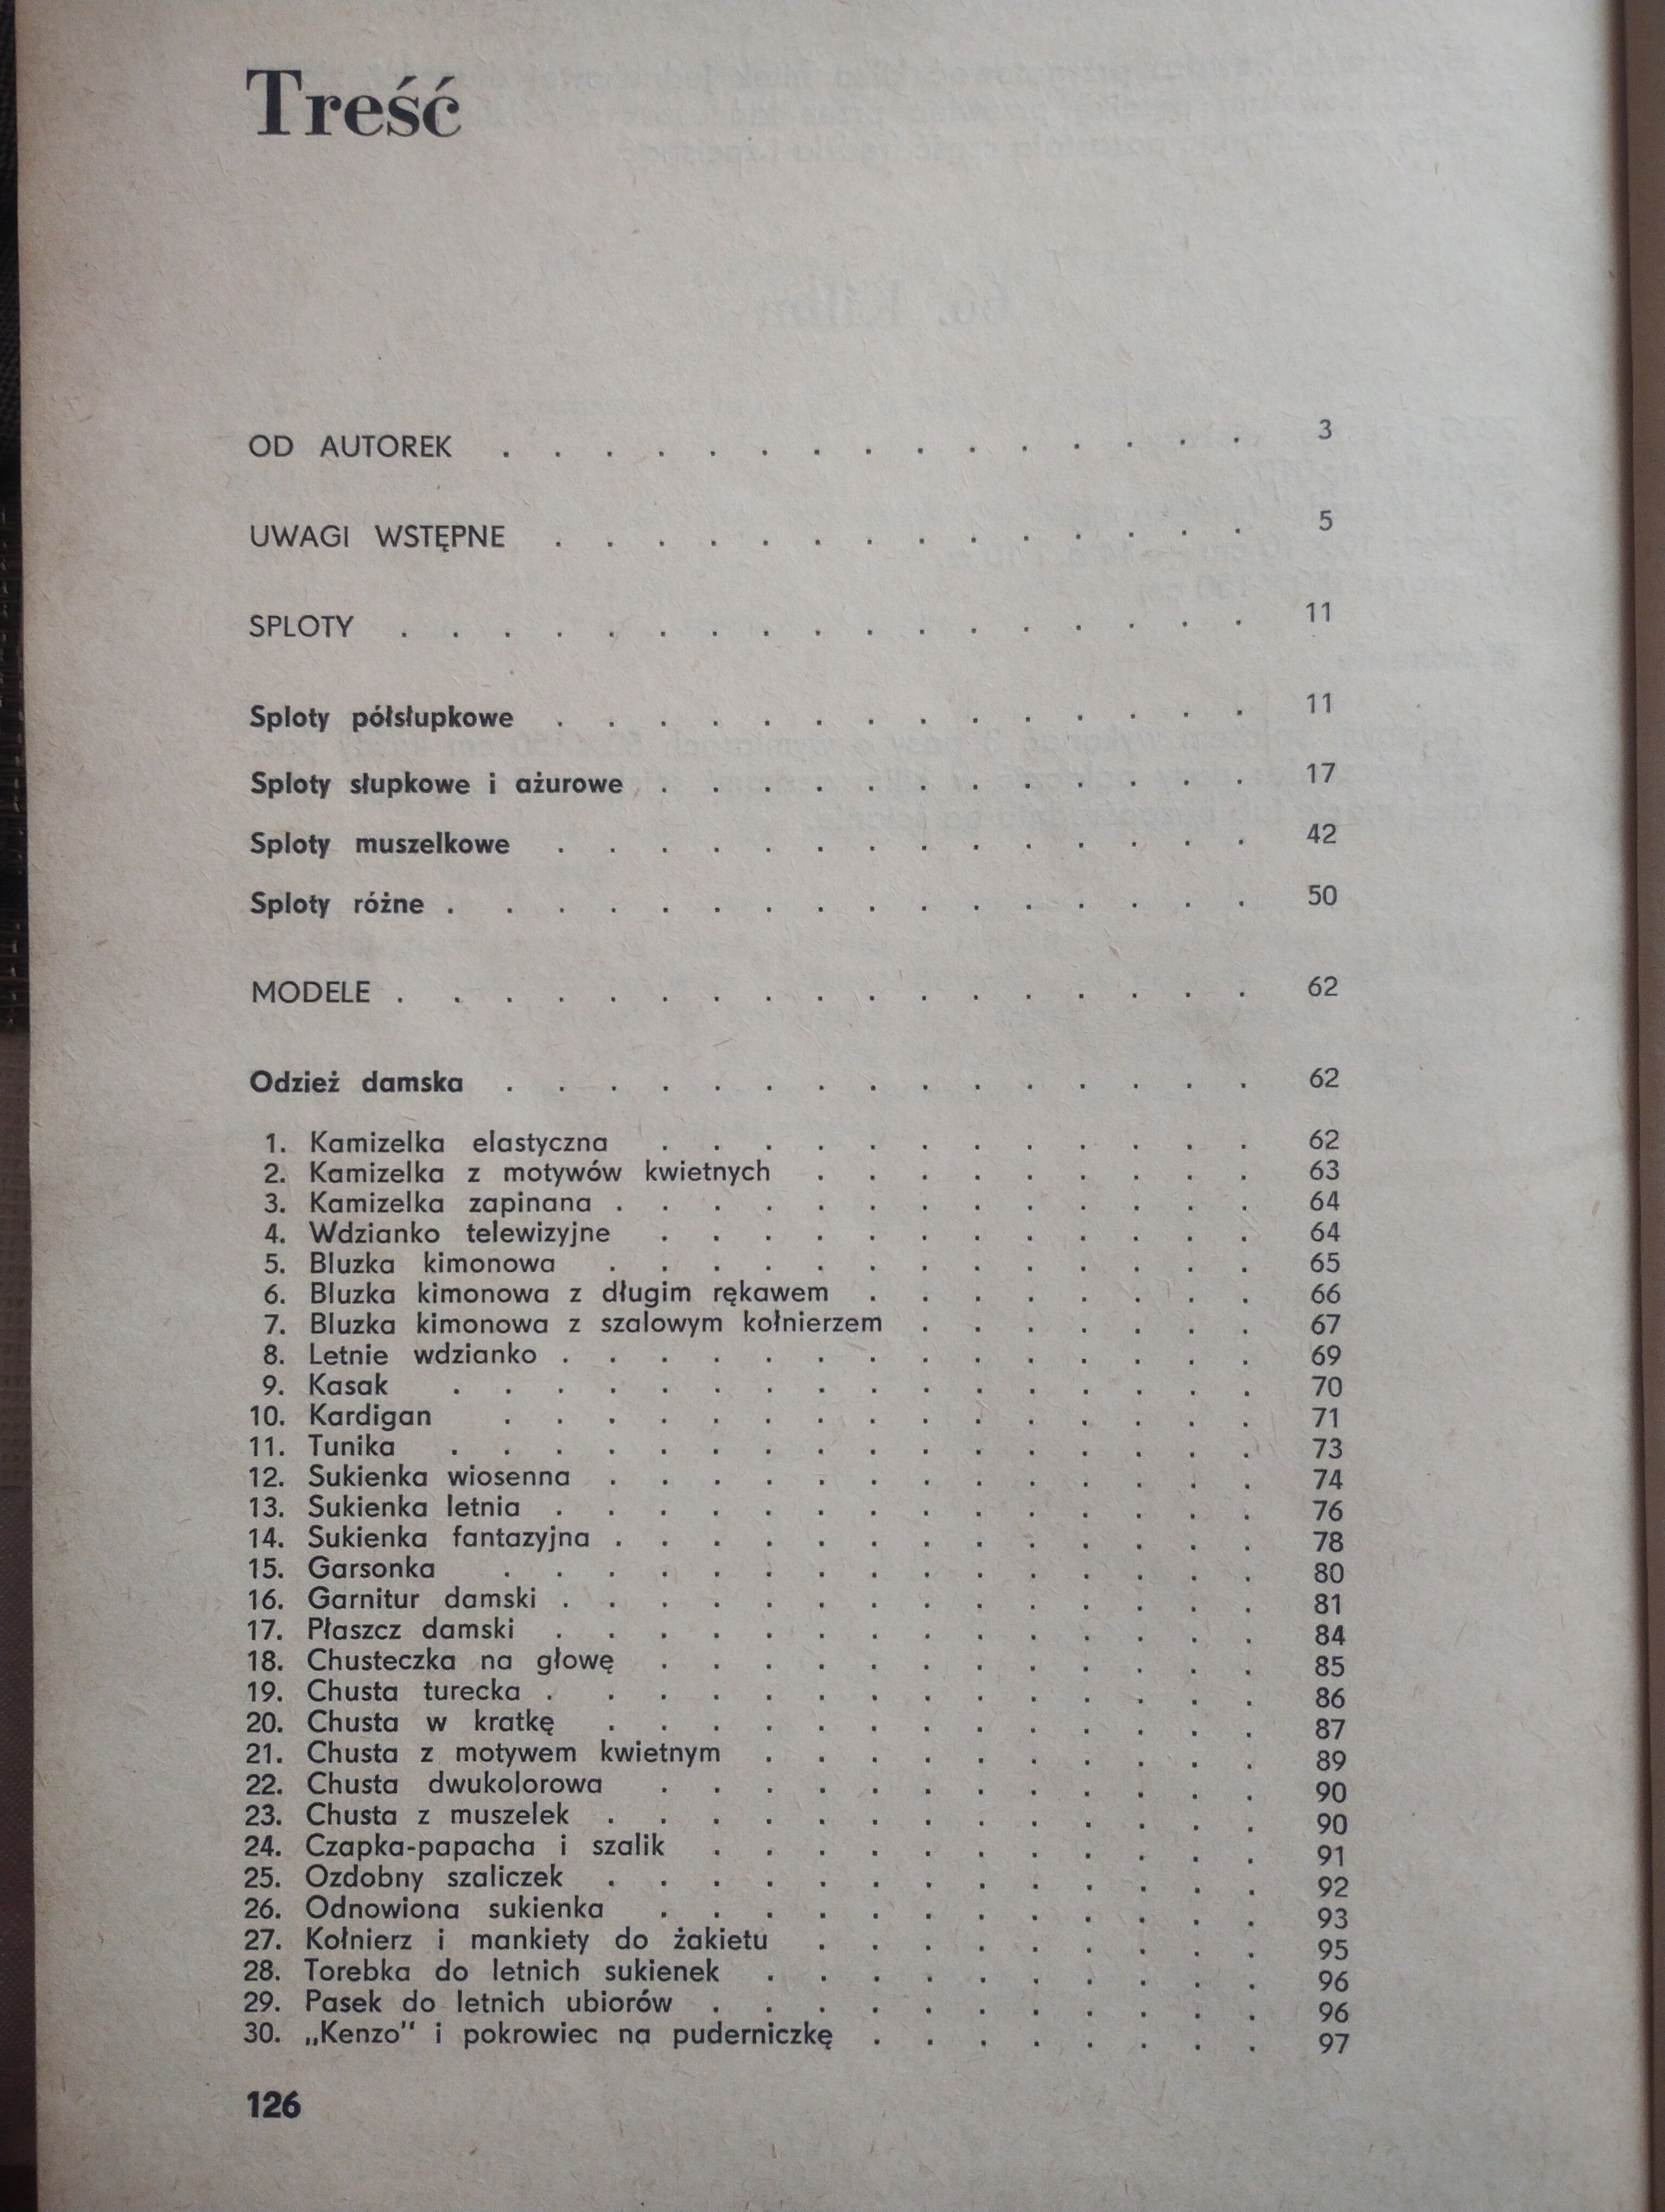 Treść
OD AUTOREK . . . . . . . . . . . . . . . 3
UWAGI WSTĘPNE . . . . . . . . . . . . . . 5
SPLOTY . . . . . . . . . . . . . . . . . 11
Sploty półsłupkowe . . . . . . . . . . . . . . 11
Sploty słupkowe i ażurowe . . . . . . . . . . . . 17
Sploty muszelkowe . . . . . . . . . . . . . . 42
Sploty różne . . . . . . . . . . . . . . . . 50
MODELE . . . . . . . . . . . . . . . . . 62
Odzież damska . . . . . . . . . . . . . . . 62
1. Kamizelka elastyczna . . . . . . . . . . . . 62
2. Kamizelka z motywów kwietnych . . . . . . . . . 63
3. Kamizelka zapinana . . . . . . . . . . . . . 64
4. Wdzianko telewizyjne . . . . . . . . . . . . 64
5. Bluzka kimonowa . . . . . . . . . . . . . 65
6. Bluzka kimonowa z długim rękawem . . . . . . . . 66
7. Bluzka kimonowa z szalowym kołnierzem . . . . . . . 67
8. Letnie wdzianko . . . . . . . . . . . . . . 69
9. Kasak . . . . . . . . . . . . . . . . 70
10. Kardigan . . . . . . . . . . . . . . . 71
11. Tunika . . . . . . . . . . . . . . . . 73
12. Sukienka wiosenna . . . . . . . . . . . . . 74
13. Sukienka letnia . . . . . . . . . . . . . . 76
14. Sukienka fantazyjna . . . . . . . . . . . . . 78
15. Garsonka . . . . . . . . . . . . . . . 80
16. Garnitur damski . . . . . . . . . . . . . . 81
17. Płaszcz damski . . . . . . . . . . . . . . 84
18. Chusteczka na głowę . . . . . . . . . . . . 85
19. Chusta turecka . . . . . . . . . . . . . . 86
20. Chusta w kratkę . . . . . . . . . . . . . 87
21. Chusta z motywem kwietnym . . . . . . . . . . 89
22. Chusta dwukolorowa . . . . . . . . . . . . 90
23. Chusta z muszelek . . . . . . . . . . . . . 90
24. Czapka-papacha i szalik . . . . . . . . . . . 91
25. Ozdobny szaliczek . . . . . . . . . . . . . 92
26. Odnowiona sukienka . . . . . . . . . . . . 93
27. Kołnierz i mankiety do żakietu . . . . . . . . . 95
28. Torebka do letnich sukienek . . . . . . . . . . 96
29. Pasek do letnich ubiorów . . . . . . . . . . . 96
30. „Kenzo" i pokrowiec na puderniczkę . . . . . . . . 97
126